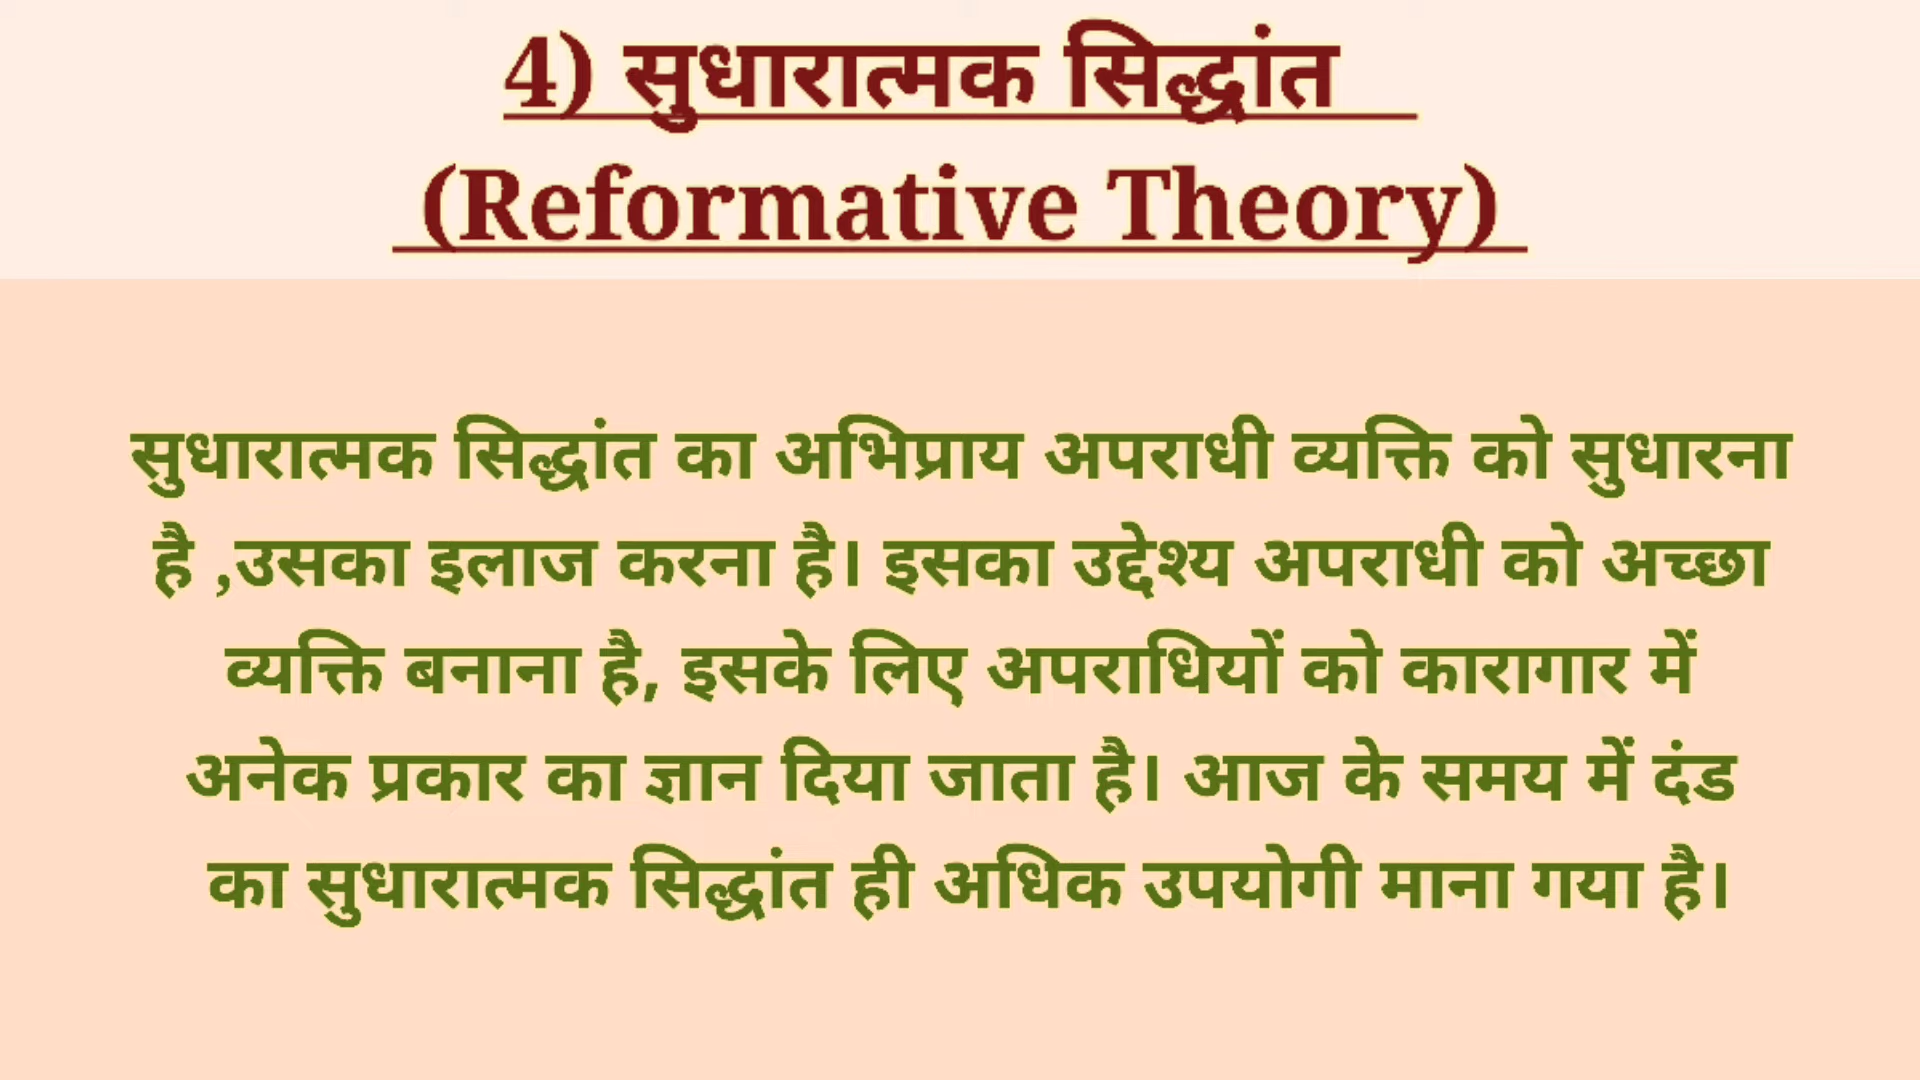 4) सुधारात्मक सिद्धांत
(Reformative Theory)
सुधारात्मक सिद्धांत का अभिप्राय अपराधी व्यक्ति को सुधारना
है ,उसका इलाज करना है। इसका उद्देश्य अपराधी को अच्छा
व्यक्ति बनाना है, इसके लिए अपराधियों को कारागार में
अनेक प्रकार का ज्ञान दिया जाता है। आज के समय में दंड
का सुधारात्मक सिद्धांत ही अधिक उपयोगी माना गया है।